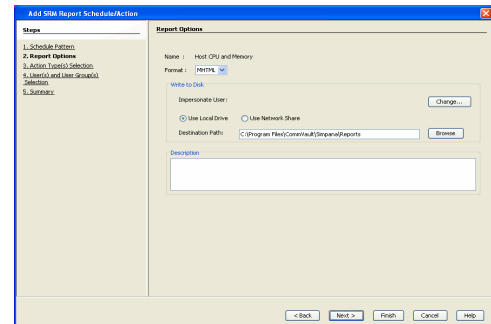 Add SRM Report Schedule/Action
Steps
1. Schedule Pattern
2. Report Options
3. Action Type(s) Selection
4. User(s) and User Group(s)
Selection
5. Summary
Report Options
Name : Host CPU and Memory
Format : MHTML
Write to Disk
Impersonate User:
Change...
Use Local Drive Use Network Share
Destination Path: C:\Program Files\CommVault\Simpana\Reports Browse
Description
< Back Next > Finish Cancel Help